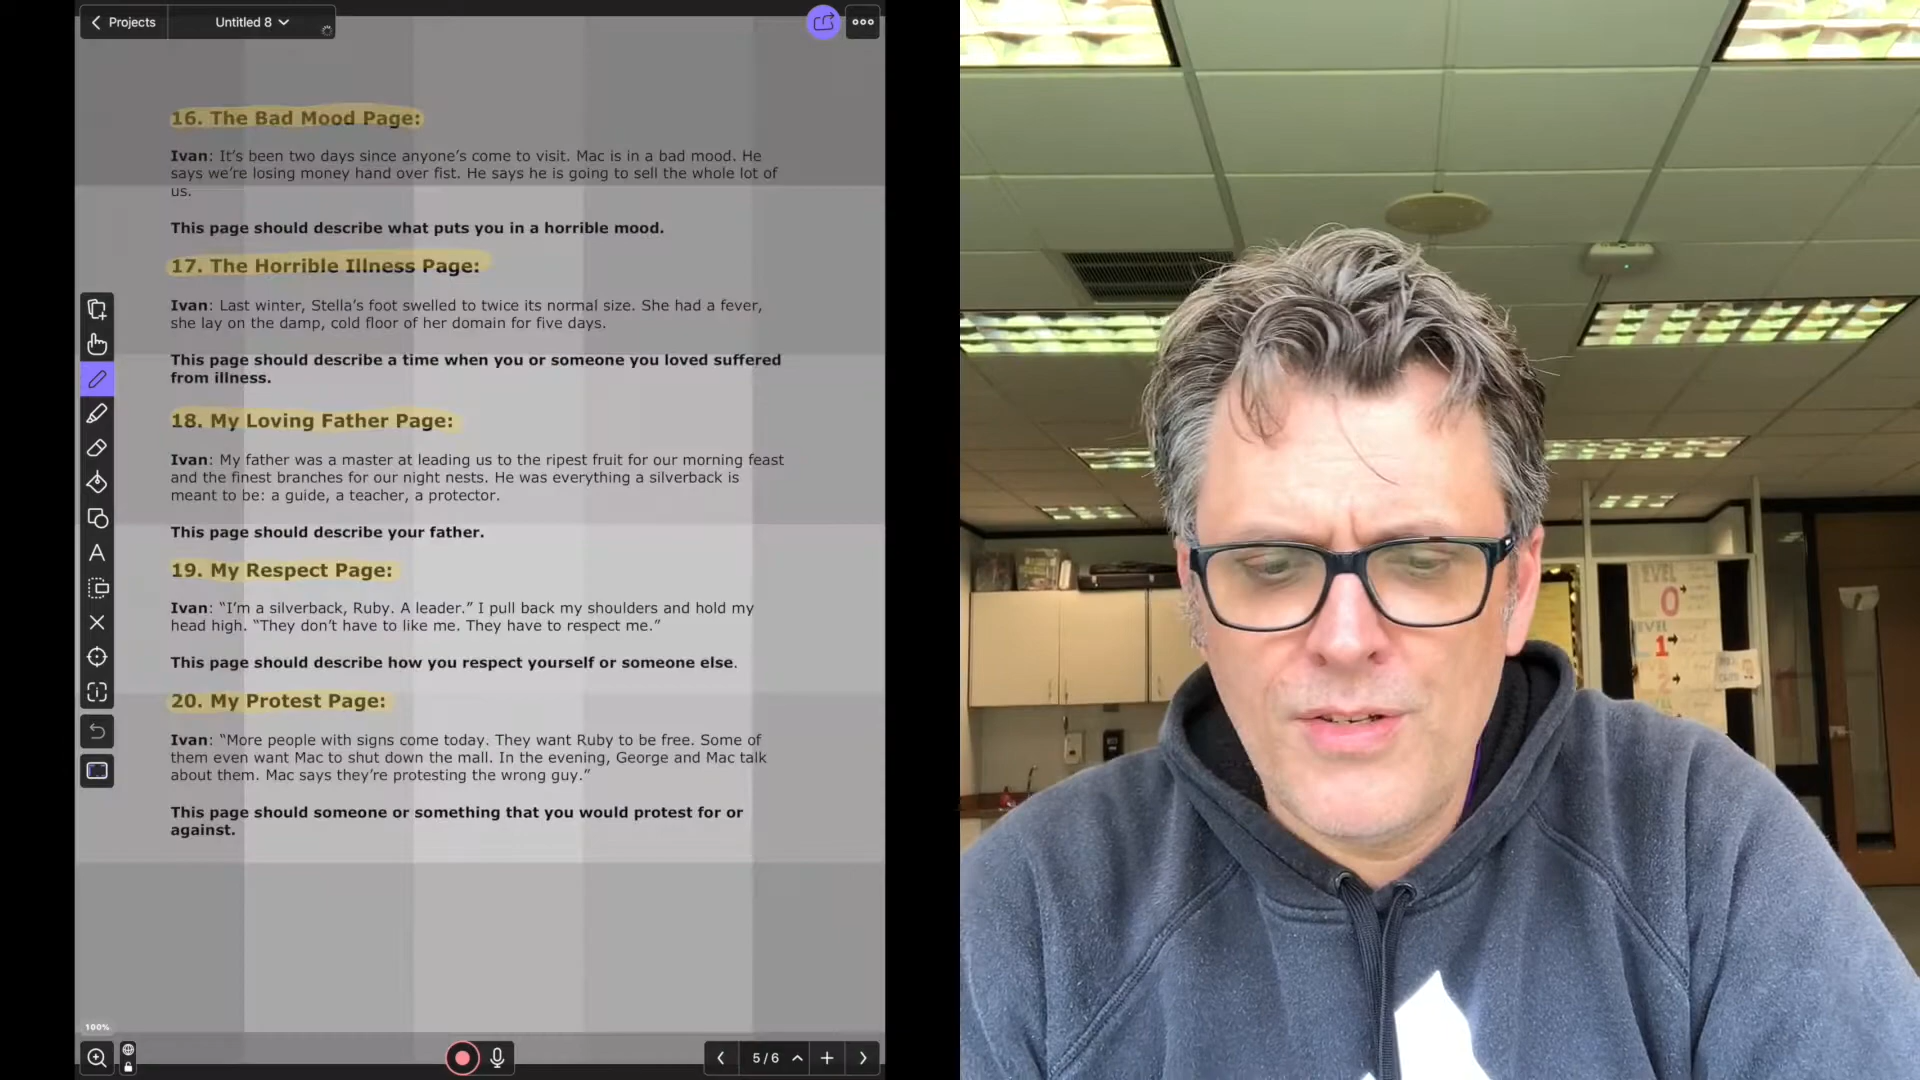 Projects
Untitled 8
16. The Bad Mood Page:
Ivan: It's been two days since anyone's come to visit. Mac is in a bad mood. He
says we're losing money hand over fist. He says he is going to sell the whole lot of
us.
This page should describe what puts you in a horrible mood.
17. The Horrible Illness Page:
Ivan: Last winter, Stella's foot swelled to twice its normal size. She had a fever,
she lay on the damp, cold floor of her domain for five days.
This page should describe a time when you or someone you loved suffered
from illness.
18. My Loving Father Page:
Ivan: My father was a master at leading us to the ripest fruit for our morning feast
and the finest branches for our night nests. He was everything a silverback is
meant to be: a guide, a teacher, a protector.
This page should describe your father.
19. My Respect Page:
Ivan: “I'm a silverback, Ruby. A leader.” I pull back my shoulders and hold my
head high. “They don't have to like me. They have to respect me.”
This page should describe how you respect yourself or someone else.
20. My Protest Page:
Ivan: “More people with signs come today. They want Ruby to be free. Some of
them even want Mac to shut down the mall. In the evening, George and Mac talk
about them. Mac says they're protesting the wrong guy.”
This page should someone or something that you would protest for or
against.
100%
5/6
0
1
2